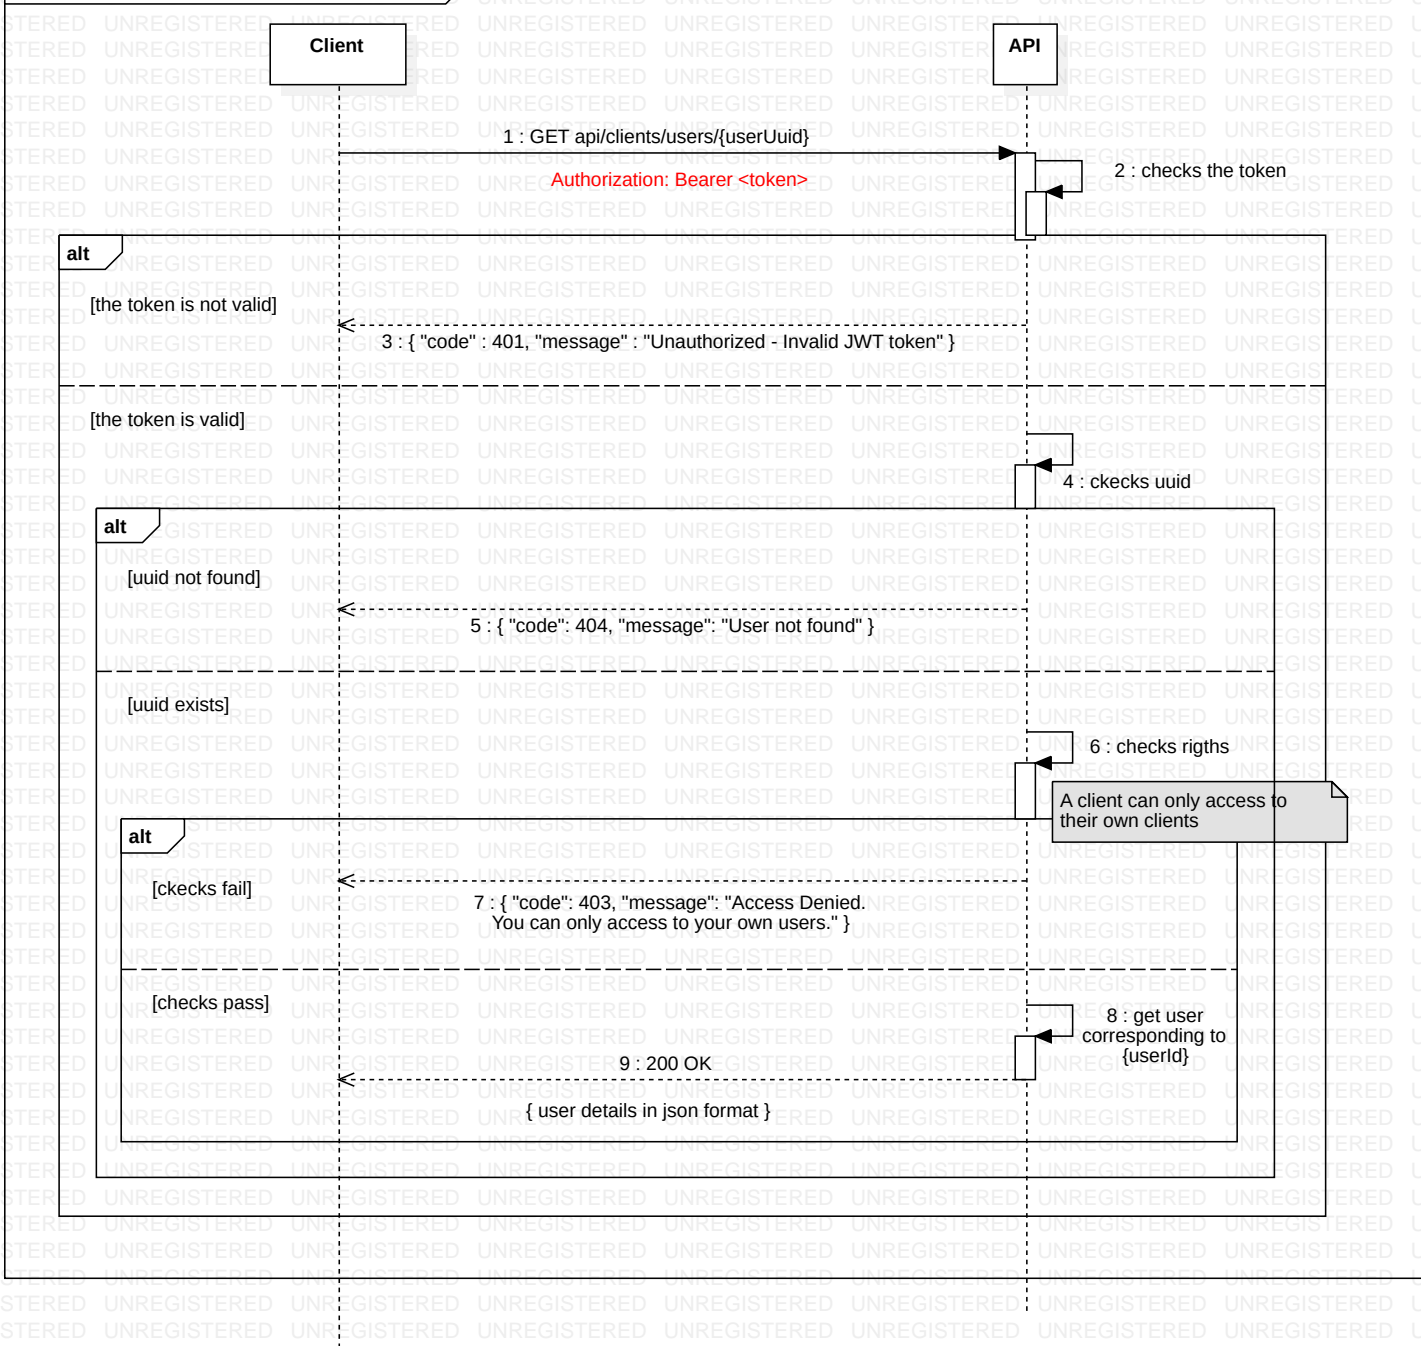 Client
API
1 : GET api/clients/users/{userUuid}
Authorization: Bearer <token>
2 : checks the token
alt
[the token is not valid]
3 : { "code" : 401, "message" : "Unauthorized - Invalid JWT token" }
[the token is valid]
4 : ckecks uuid
alt
[uuid not found]
5 : { "code": 404, "message": "User not found" }
[uuid exists]
6 : checks rigths
A client can only access to
their own clients
alt
[ckecks fail]
7 : { "code": 403, "message": "Access Denied.
You can only access to your own users." }
[checks pass]
8 : get user
corresponding to
{userId}
9 : 200 OK
{ user details in json format }
UNREGISTERED